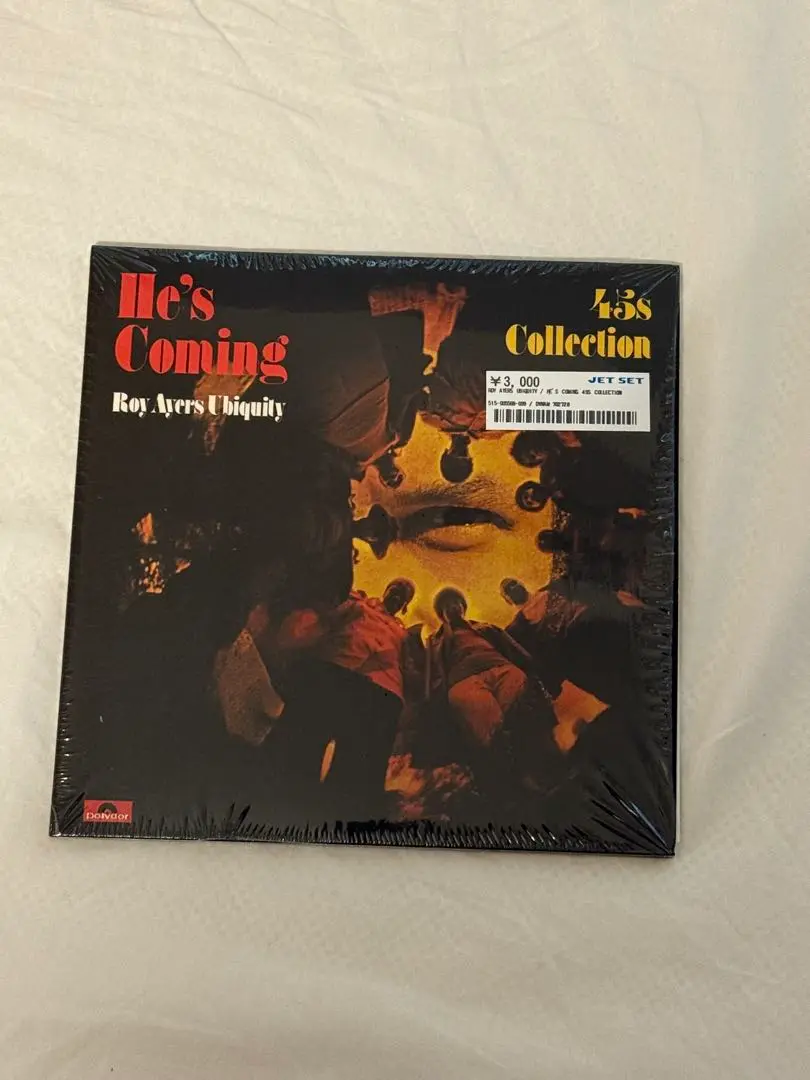 He's
Coming
Roy Ayers Ubiquity
45s
Collection
¥3,000 JET SET
ROY AYERS UBIQUITY / HE'S COMING 45S COLLECTION
polydor